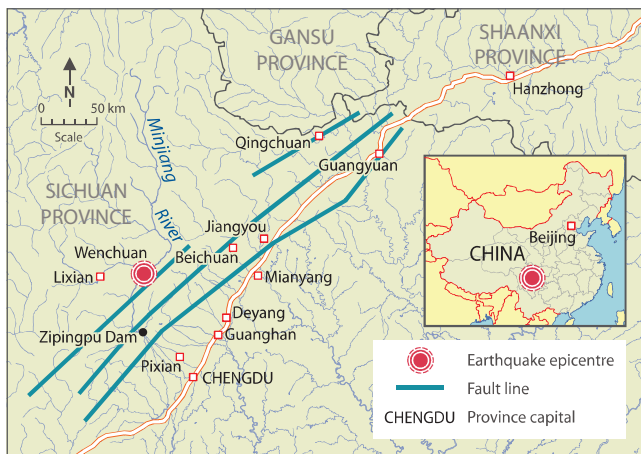 GANSU
PROVINCE
SHAANXI
PROVINCE
Hanzhong
N
0 50 km
Scale
Minjiang
River
Qingchuan
Guangyuan
SICHUAN
PROVINCE
Jiangyou
Wenchuan
Beichuan
Lixian
Mianyang
Zipingpu Dam
Deyang
Guanghan
Pixian
CHENGDU
Beijing
CHINA
Earthquake epicentre
Fault line
CHENGDU Province capital